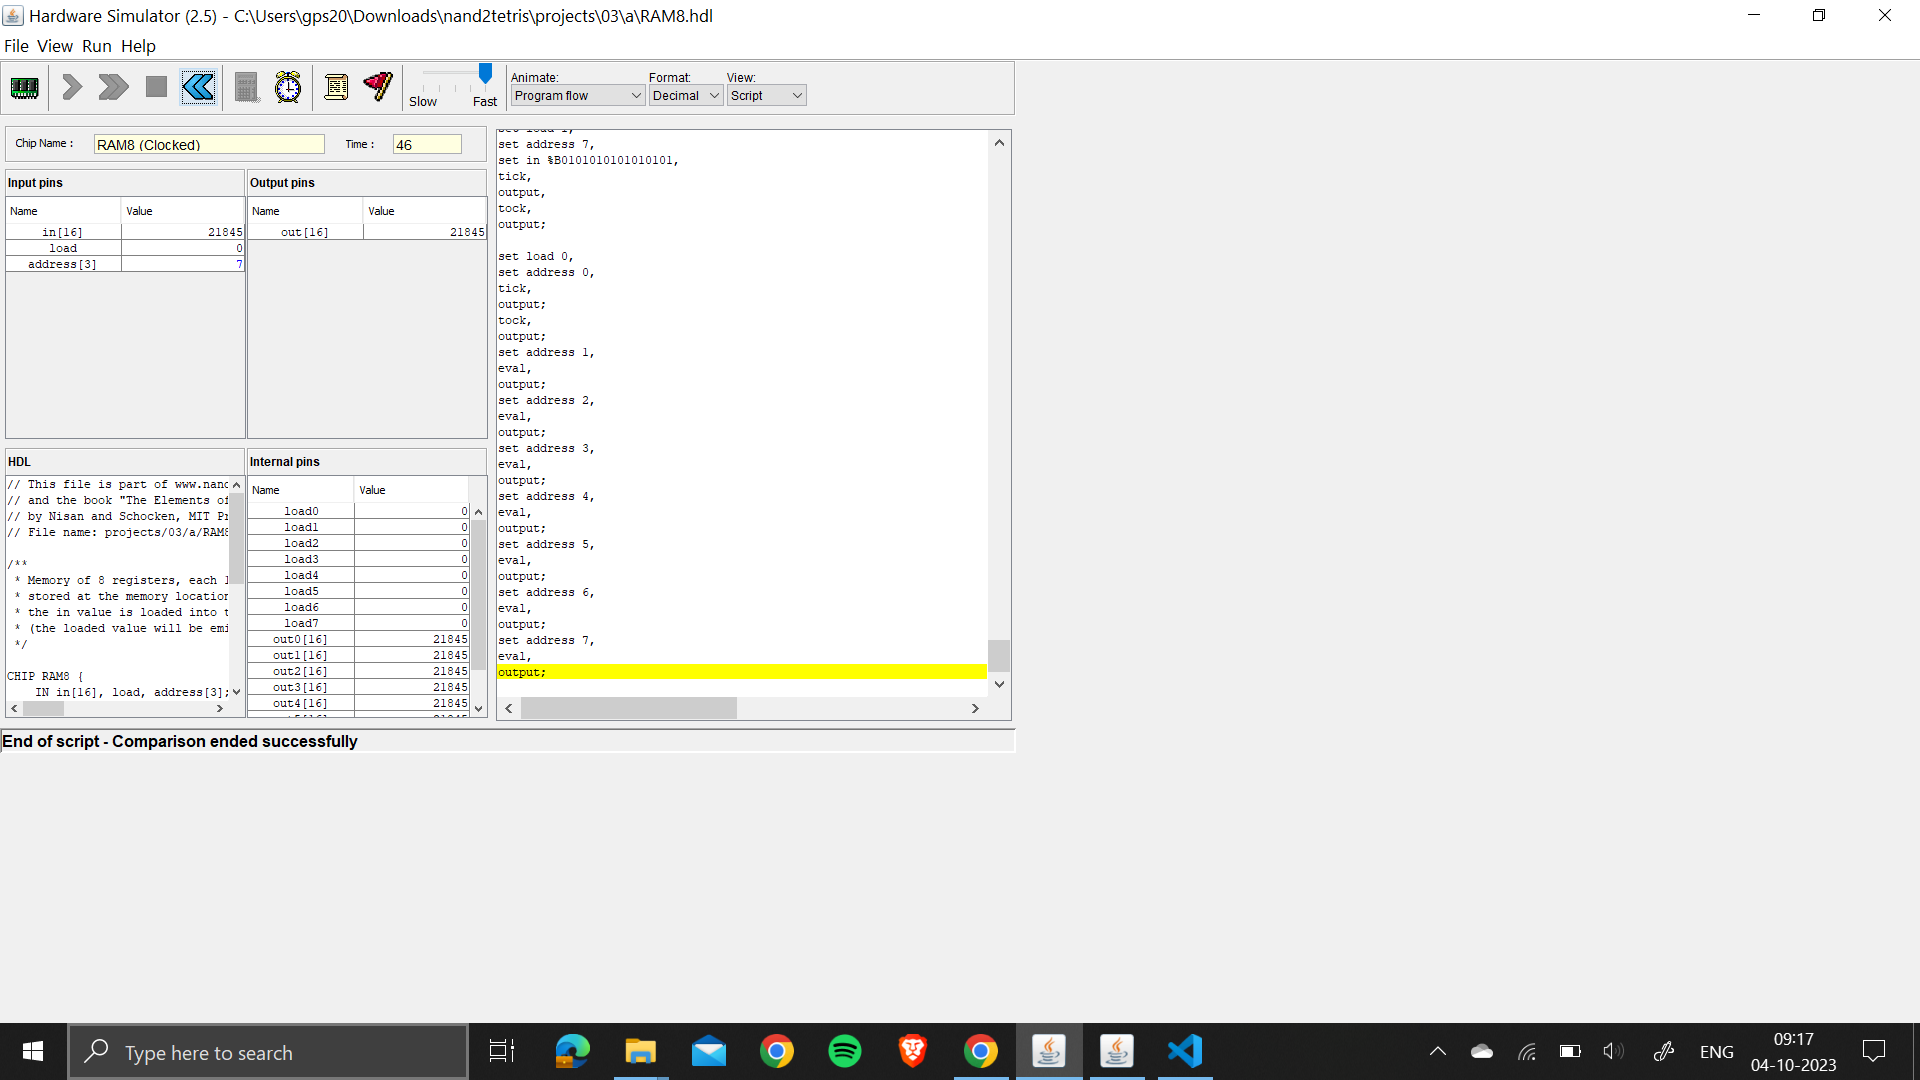 Hardware Simulator (2.5) - C:\Users\gps20\Downloads\nand2tetris\projects\03\a\RAM8.hdl
File View Run Help
Slow Fast
Animate: Format: View:
Program flow Decimal Script
Chip Name : RAM8 (Clocked) Time : 46
Input pins
Name Value
in[16] 21845
load 0
address[3] 7
Output pins
Name Value
out[16] 21845
HDL
// This file is part of www.nand
// and the book "The Elements of
// by Nisan and Schocken, MIT Pr
// File name: projects/03/a/RAM8
/**
* Memory of 8 registers, each 1
* stored at the memory location
* the in value is loaded into t
* (the loaded value will be emi
*/
CHIP RAM8 {
IN in[16], load, address[3];
Internal pins
Name Value
load0 0
load1 0
load2 0
load3 0
load4 0
load5 0
load6 0
load7 0
out0[16] 21845
out1[16] 21845
out2[16] 21845
out3[16] 21845
out4[16] 21845
set load 1,
set address 7,
set in %B0101010101010101,
tick,
output,
tock,
output;
set load 0,
set address 0,
tick,
output;
tock,
output;
set address 1,
eval,
output;
set address 2,
eval,
output;
set address 3,
eval,
output;
set address 4,
eval,
output;
set address 5,
eval,
output;
set address 6,
eval,
output;
set address 7,
eval,
output;
End of script - Comparison ended successfully
Type here to search
ENG
09:17
04-10-2023